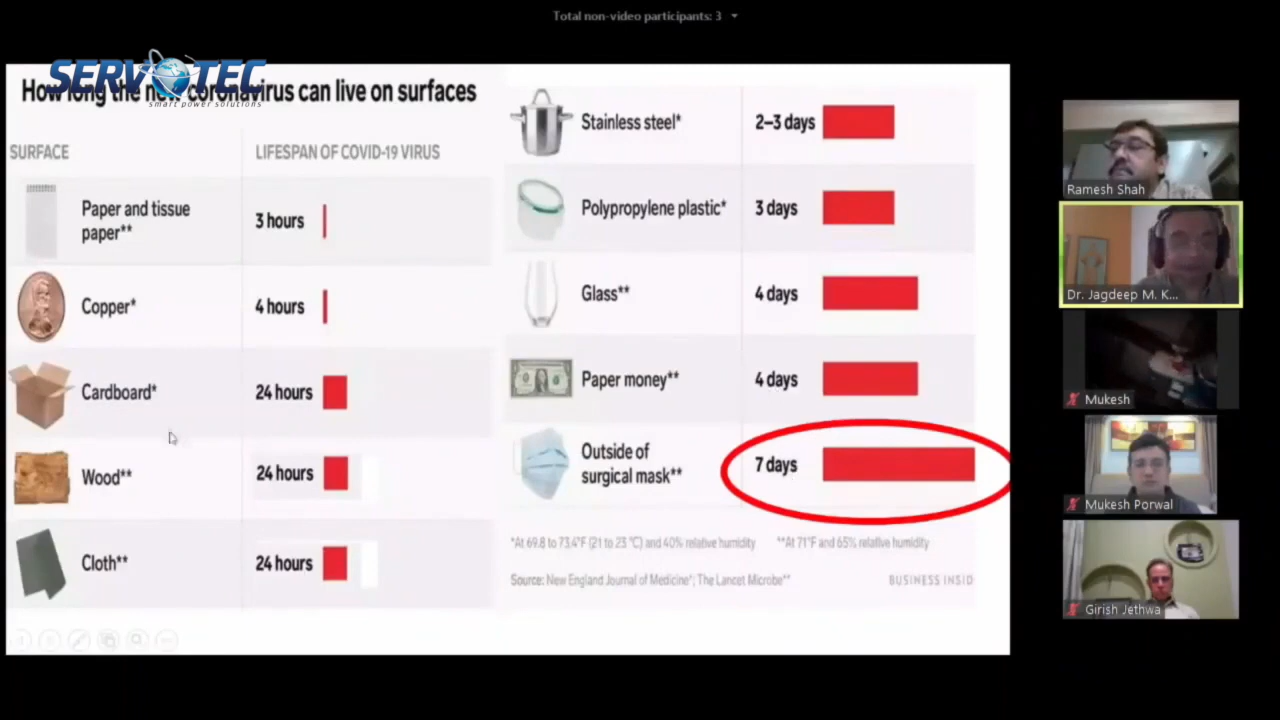 Total non-video participants: 3
SERVOTEC
smart power solutions
How long the new coronavirus can live on surfaces
SURFACE
LIFESPAN OF COVID-19 VIRUS
Paper and tissue
paper**
3 hours
Copper*
4 hours
Cardboard*
24 hours
Wood**
24 hours
Cloth**
24 hours
Stainless steel*
2–3 days
Polypropylene plastic*
3 days
Glass**
4 days
Paper money**
4 days
Outside of
surgical mask**
7 days
*At 69.8 to 73.4°F (21 to 23 °C) and 40% relative humidity
**At 71°F and 65% relative humidity
Source: New England Journal of Medicine*; The Lancet Microbe**
BUSINESS INSID
Ramesh Shah
Dr. Jagdeep M. K...
Mukesh
Mukesh Porwal
Girish Jethwa